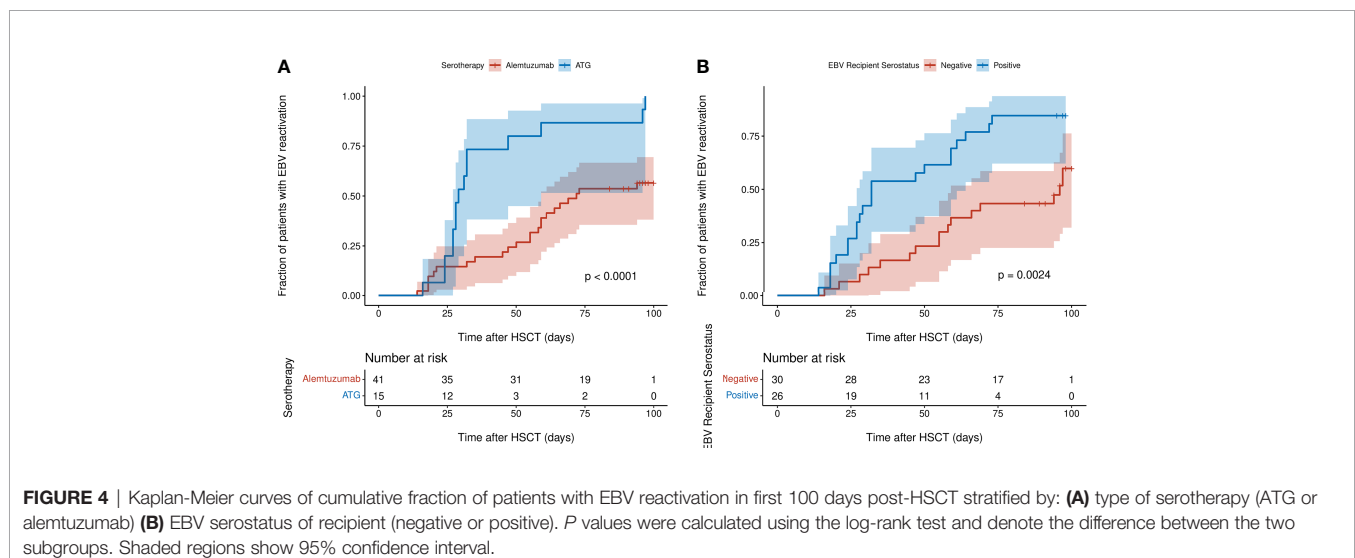 A
Serotherapy Alemtuzumab ATG
Fraction of patients with EBV reactivation
1.00
0.75
0.50
0.25
0.00
p < 0.0001
0 25 50 75 100
Time after HSCT (days)
Number at risk
Serotherapy
Alemtuzumab 41 35 31 19 1
ATG 15 12 3 2 0
0 25 50 75 100
Time after HSCT (days)
B
EBV Recipient Serostatus Negative Positive
Fraction of patients with EBV reactivation
0.75
0.50
0.25
0.00
p = 0.0024
0 25 50 75 100
Time after HSCT (days)
Number at risk
EBV Recipient Serostatus
Negative 30 28 23 17 1
Positive 26 19 11 4 0
0 25 50 75 100
Time after HSCT (days)
FIGURE 4 | Kaplan-Meier curves of cumulative fraction of patients with EBV reactivation in first 100 days post-HSCT stratified by: (A) type of serotherapy (ATG or
alemtuzumab) (B) EBV serostatus of recipient (negative or positive). P values were calculated using the log-rank test and denote the difference between the two
subgroups. Shaded regions show 95% confidence interval.